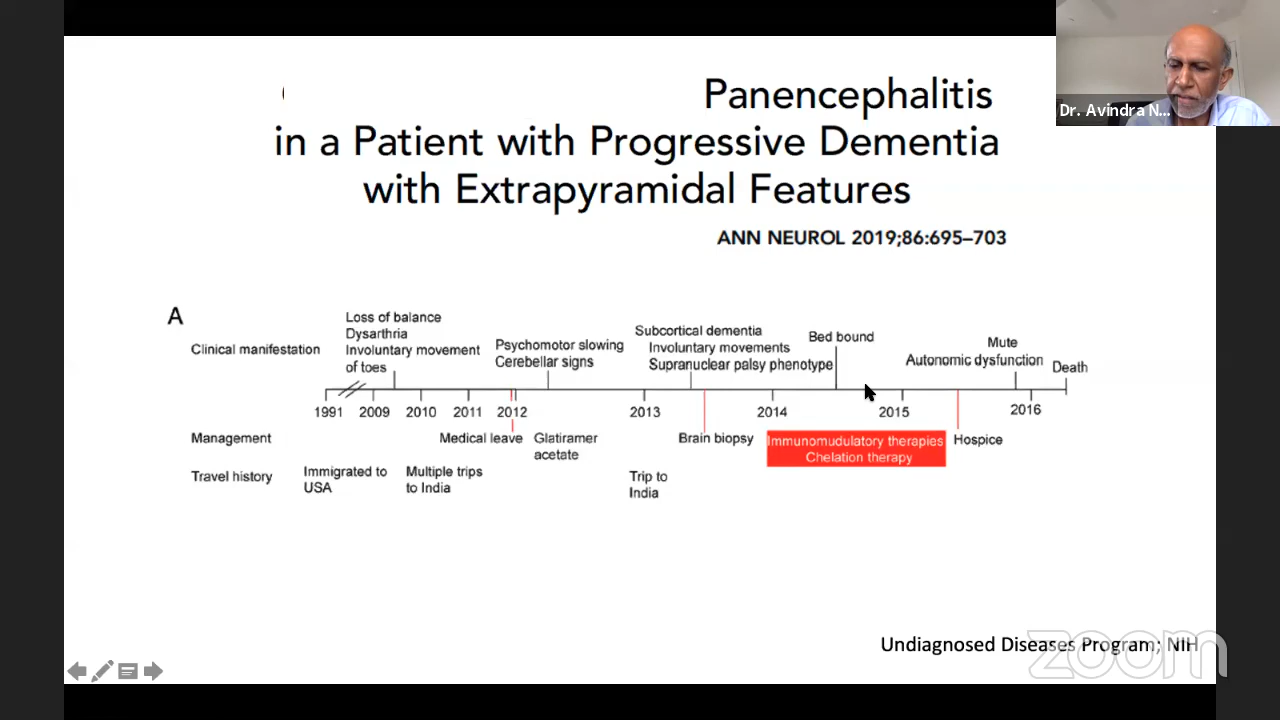 Panencephalitis
in a Patient with Progressive Dementia
with Extrapyramidal Features
ANN NEUROL 2019;86:695–703
Dr. Avindra N...
A
Clinical manifestation
Loss of balance
Dysarthria
Involuntary movement
of toes
Psychomotor slowing
Cerebellar signs
Subcortical dementia
Involuntary movements
Supranuclear palsy phenotype
Bed bound
Mute
Autonomic dysfunction
Death
1991 2009 2010 2011 2012 2013 2014 2015 2016
Management
Medical leave
Glatiramer
acetate
Brain biopsy
Immunomudulatory therapies
Chelation therapy
Hospice
Travel history
Immigrated to
USA
Multiple trips
to India
Trip to
India
Undiagnosed Diseases Program; NIH
zoom